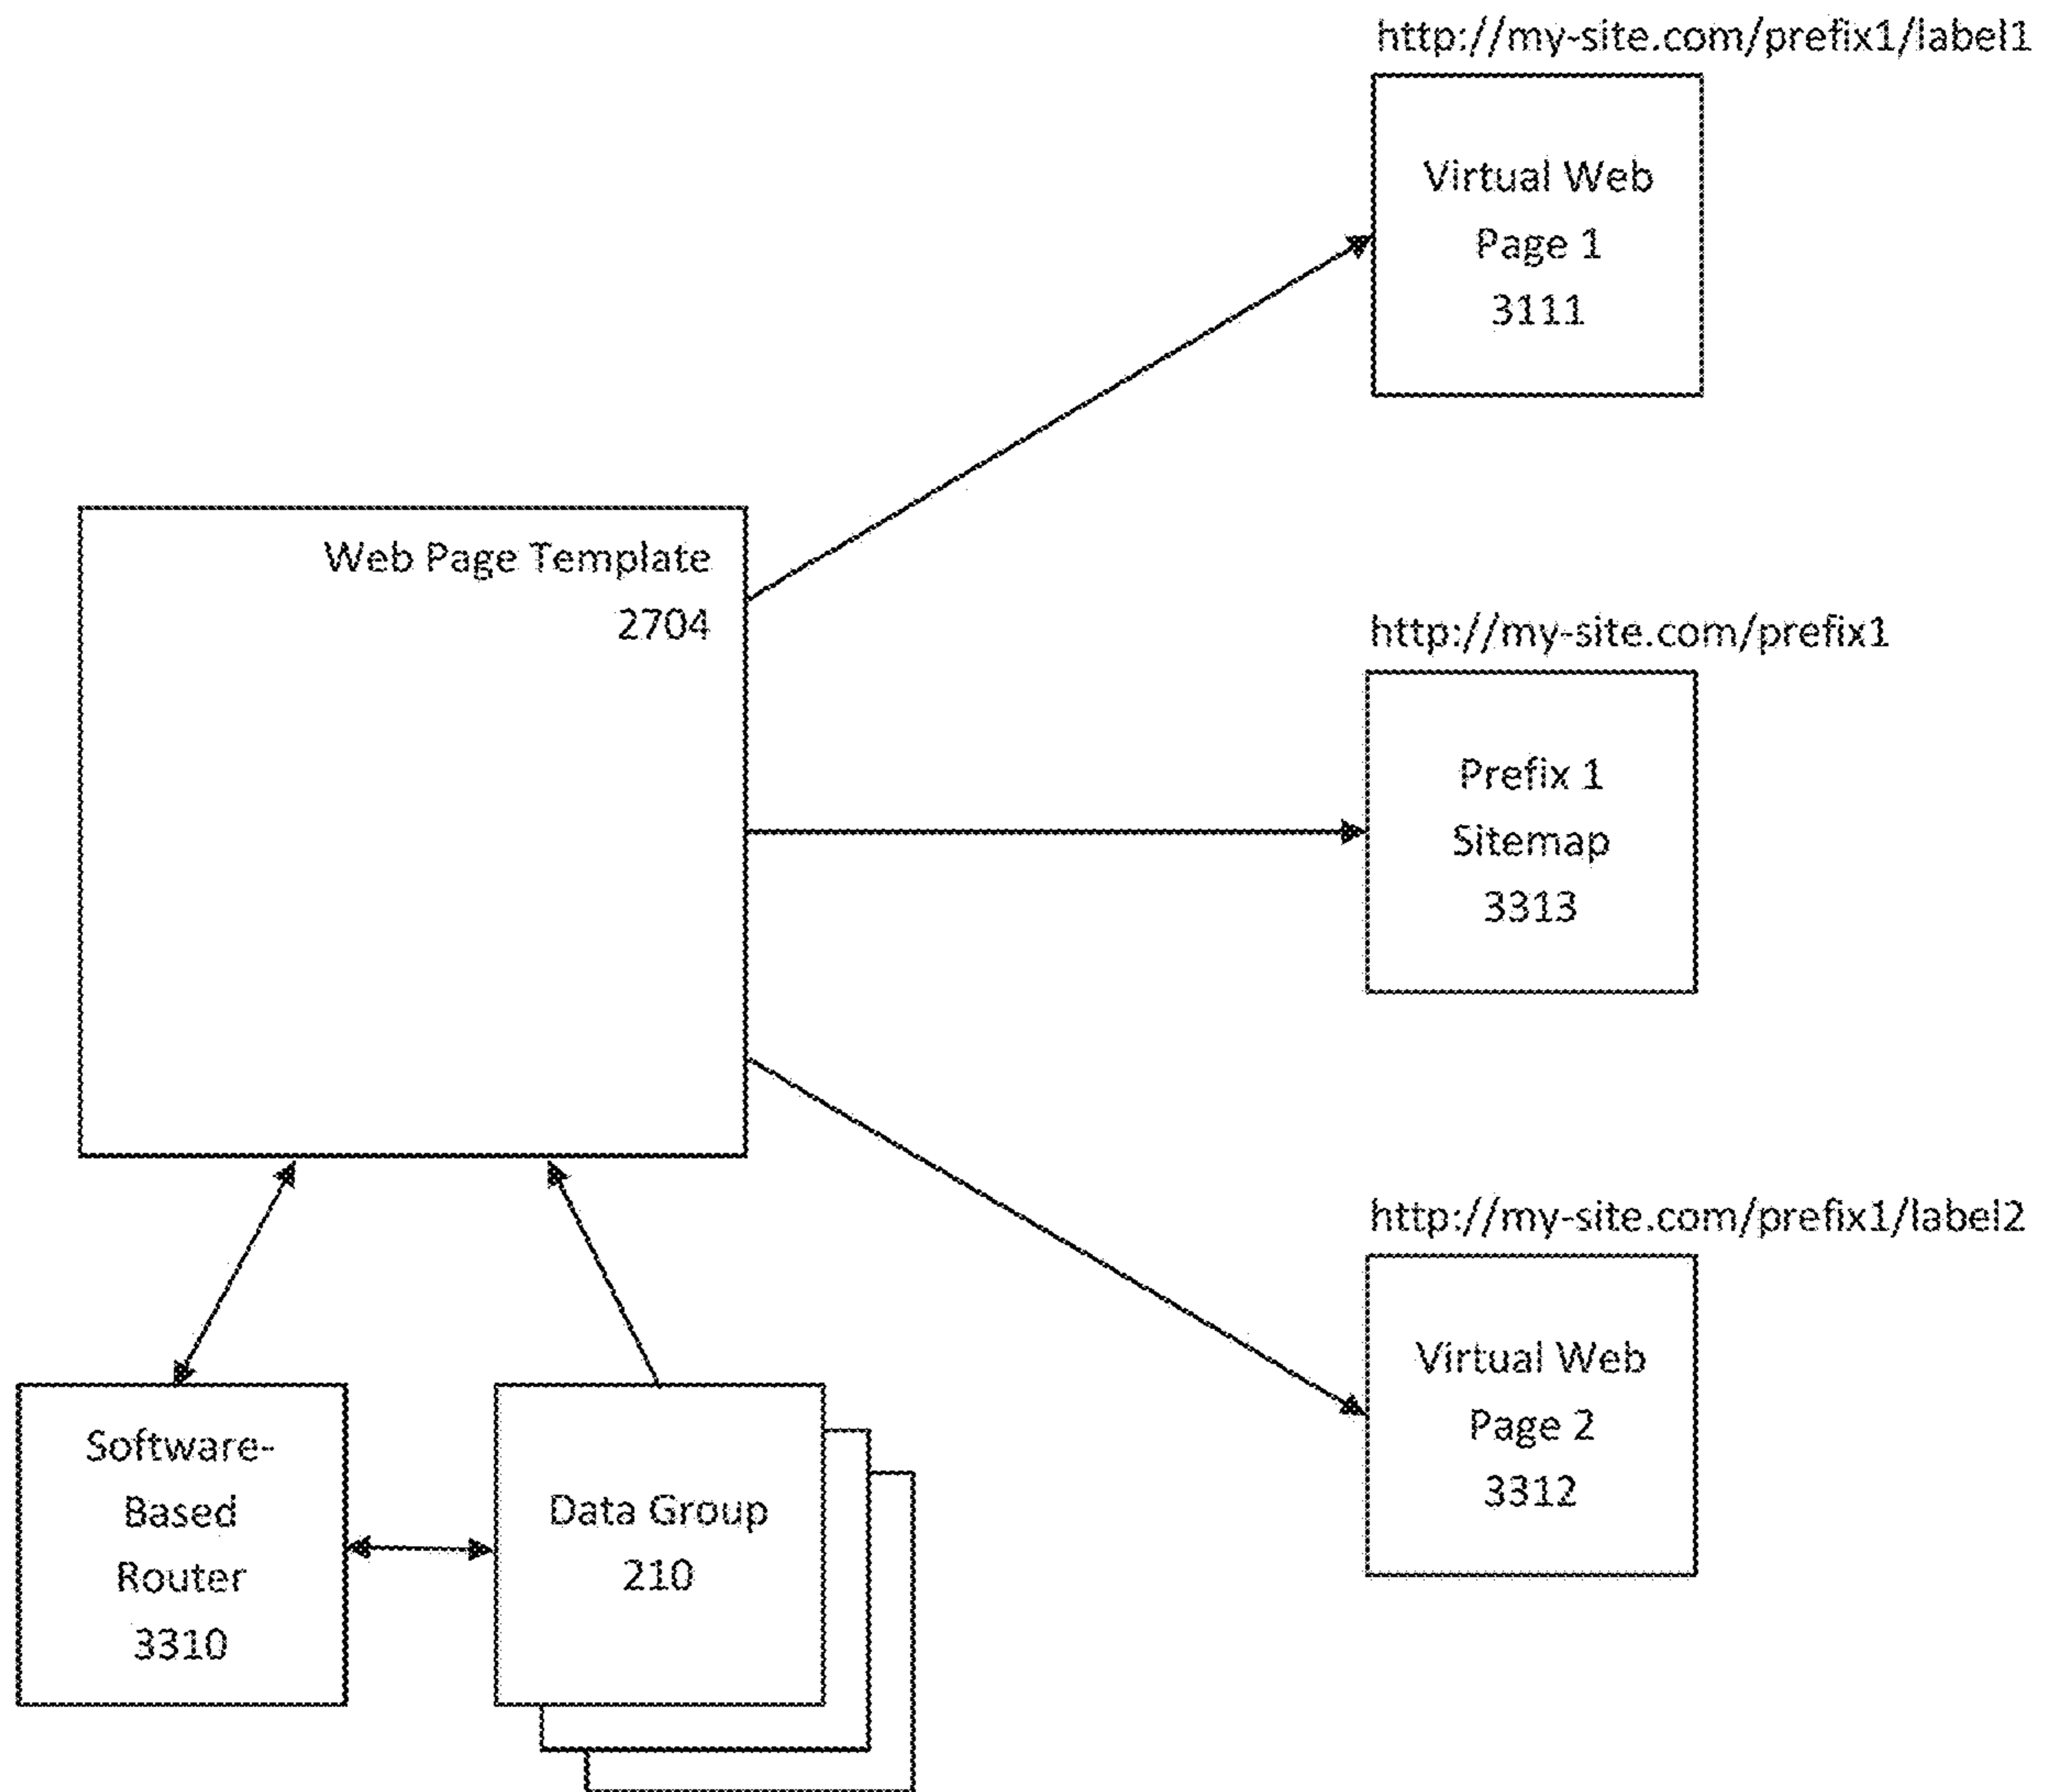 http://my-site.com/prefix1/label1
Virtual Web
Page 1
3111
Web Page Template
2704
http://my-site.com/prefix1
Prefix 1
Sitemap
3313
http://my-site.com/prefix1/label2
Virtual Web
Page 2
3312
Software-
Based
Router
3310
Data Group
210